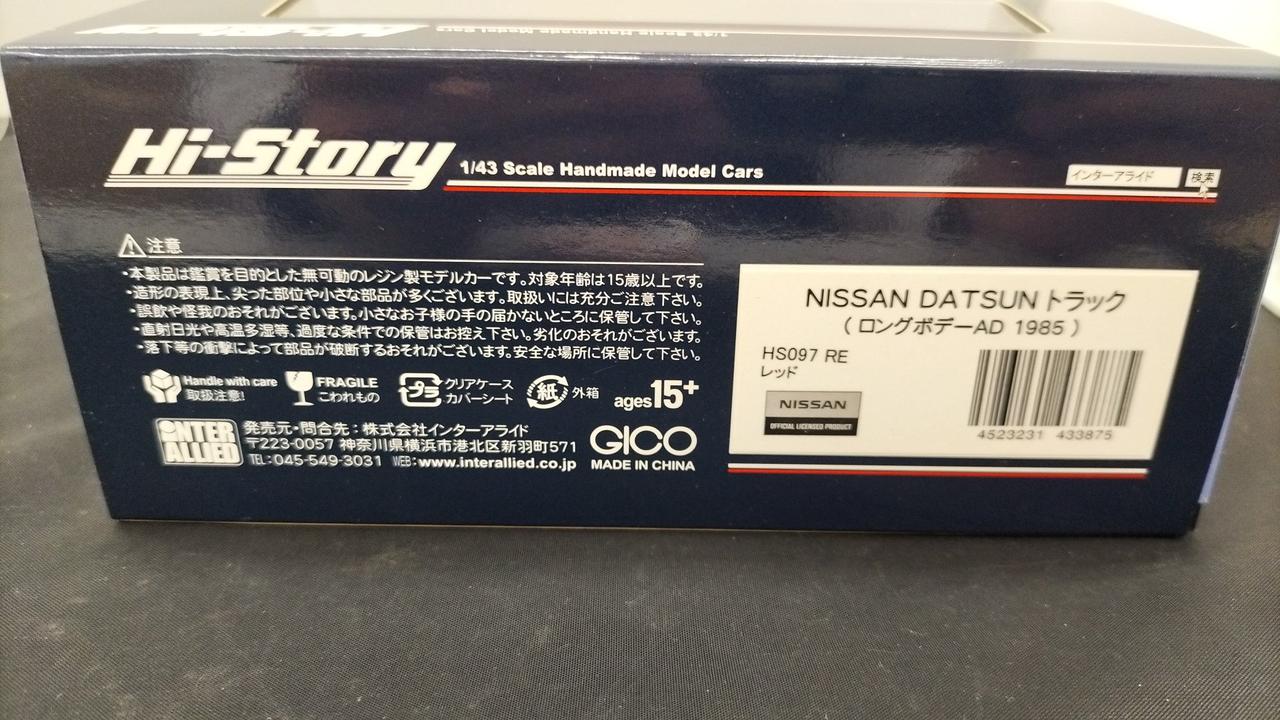 Hi-Story
1/43 Scale Handmade Model Cars
Hi-Story 1/43 Scale Handmade Model Cars
インターアライド 検索
注意
・本製品は鑑賞を目的とした無可動のレジン製モデルカーです。対象年齢は15歳以上です。
・造形の表現上、尖った部位や小さな部品が多くございます。取扱いには充分ご注意下さい。
・誤飲や怪我のおそれがございます。小さなお子様の手の届かないところに保管して下さい。
・直射日光や高温多湿等、過度な条件での保管はお控え下さい。劣化のおそれがございます。
・落下等の衝撃によって部品が破断するおそれがございます。安全な場所に保管して下さい。
Handle with care
取扱注意!
FRAGILE
こわれもの
プラ
クリアケース
カバーシート
紙 外箱
ages15+
INTER ALLIED
発売元・問合先:株式会社インターアライド
〒223-0057 神奈川県横浜市港北区新羽町571
TEL:045-549-3031 WEB:www.interallied.co.jp
GICO
MADE IN CHINA
NISSAN DATSUN トラック
(ロングボデーAD 1985)
HS097 RE
レッド
NISSAN
OFFICIAL LICENSED PRODUCT
4523231 433875